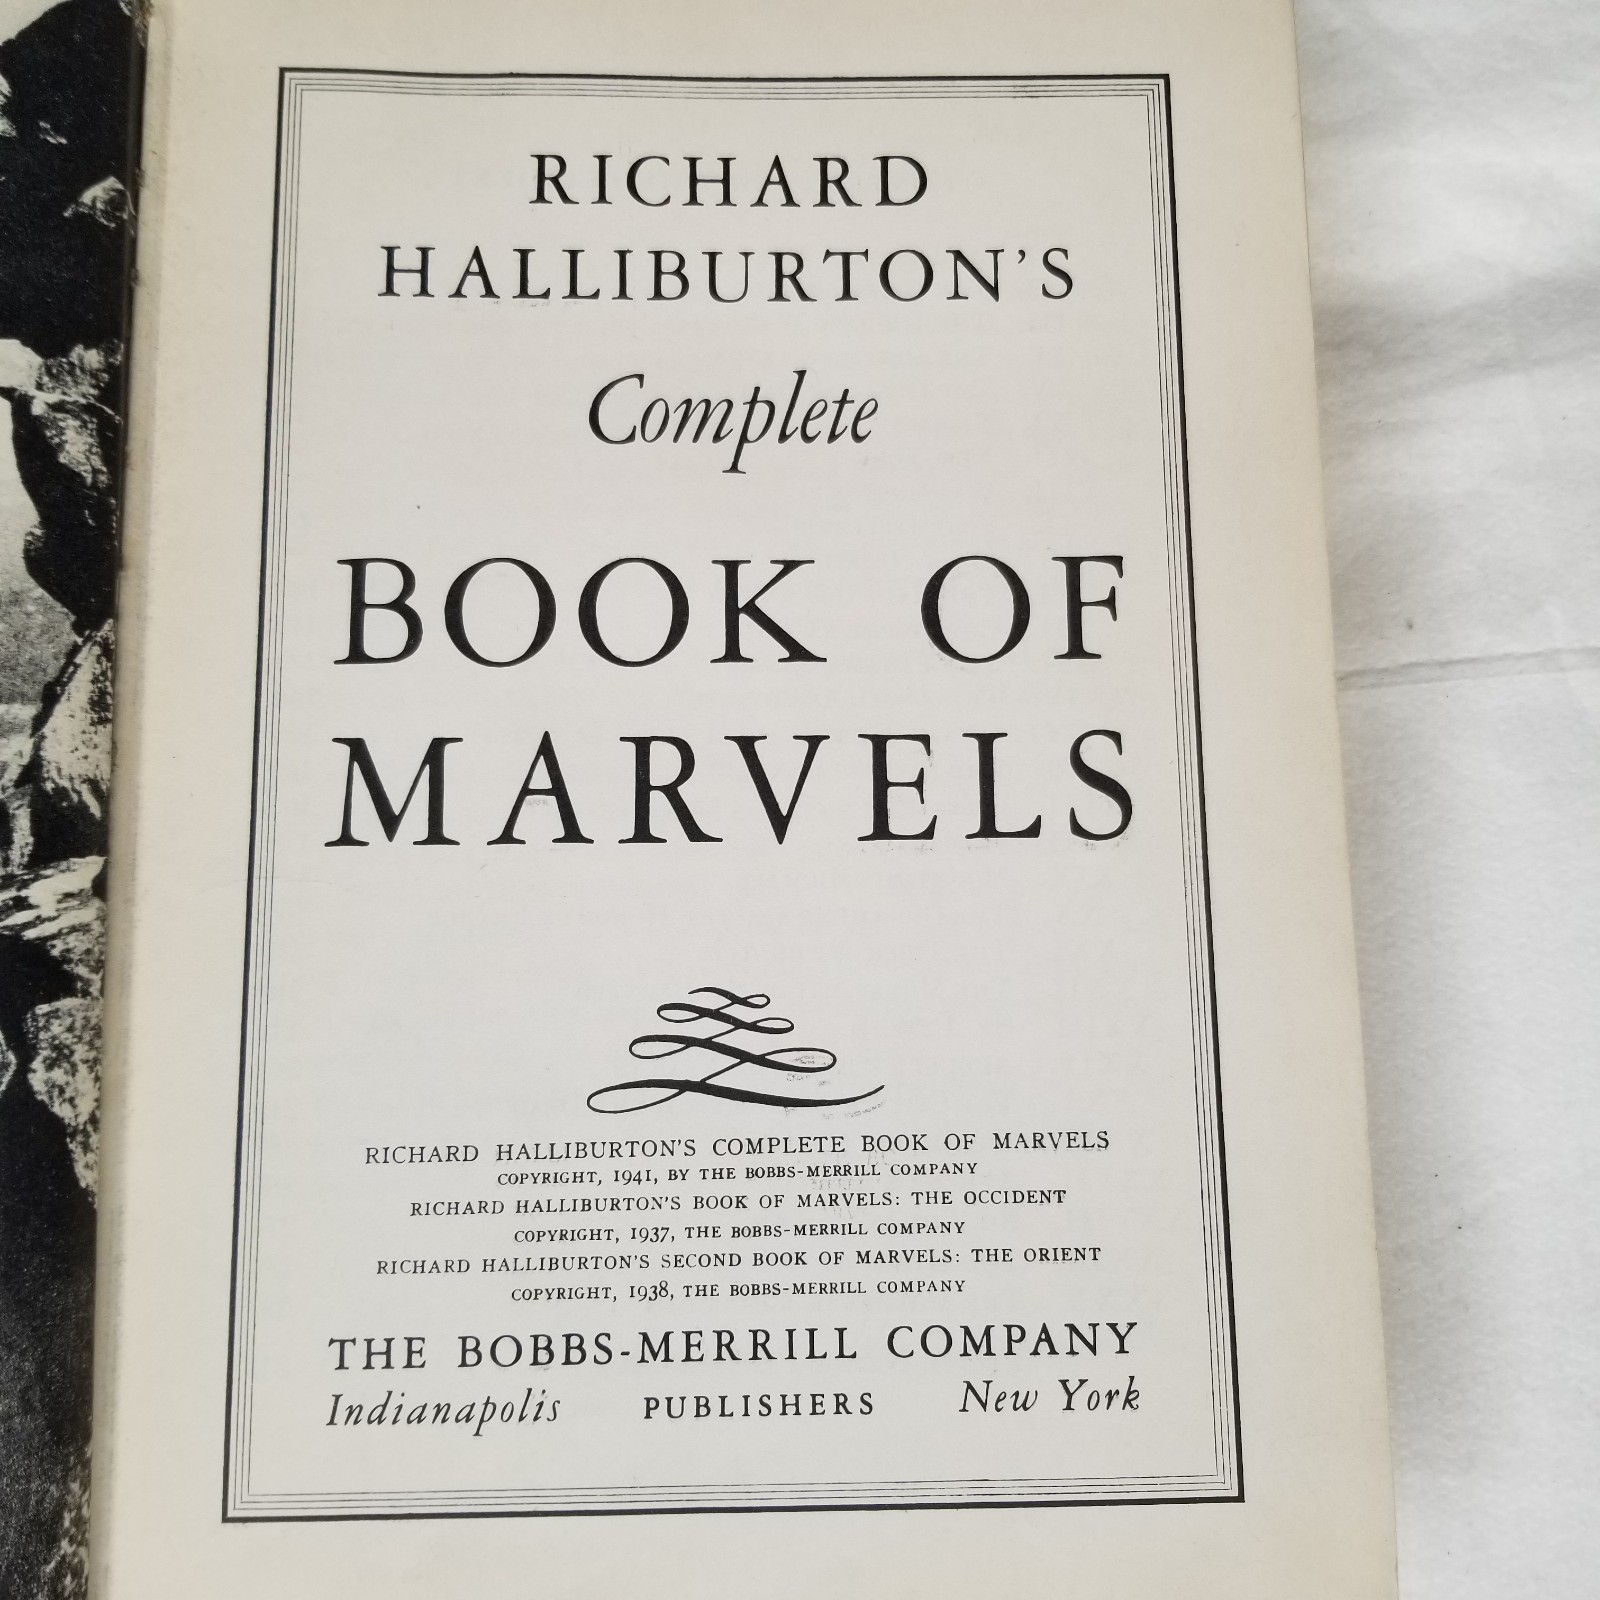 RICHARD
HALLIBURTON'S
Complete
BOOK OF
MARVELS
RICHARD HALLIBURTON'S COMPLETE BOOK OF MARVELS
COPYRIGHT, 1941, BY THE BOBBS-MERRILL COMPANY
RICHARD HALLIBURTON'S BOOK OF MARVELS: THE OCCIDENT
COPYRIGHT, 1937, THE BOBBS-MERRILL COMPANY
RICHARD HALLIBURTON'S SECOND BOOK OF MARVELS: THE ORIENT
COPYRIGHT, 1938, THE BOBBS-MERRILL COMPANY
THE BOBBS-MERRILL COMPANY
Indianapolis PUBLISHERS New York